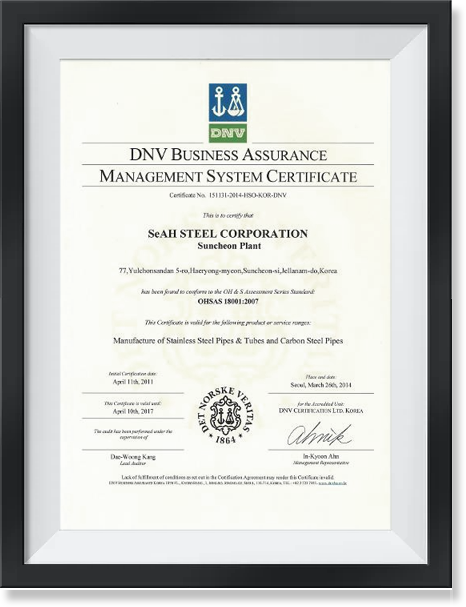 DNV
DNV BUSINESS ASSURANCE
MANAGEMENT SYSTEM CERTIFICATE
Certificate No. 151131-2014-HSO-KOR-DNV
This is to certify that
SeAH STEEL CORPORATION
Suncheon Plant
77,Yulchonsandan 5-ro,Haeryong-myeon,Suncheon-si,Jellanam-do,Korea
has been found to conform to the OH & S Assessment Series Standard:
OHSAS 18001:2007
This Certificate is valid for the following product or service ranges:
Manufacture of Stainless Steel Pipes & Tubes and Carbon Steel Pipes
Initial Certification date:
April 11th, 2011
Place and date:
Seoul, March 26th, 2014
This Certificate is valid until:
April 10th, 2017
for the Accredited Unit:
DNV CERTIFICATION LTD. KOREA
DET NORSKE VERITAS
1864
The audit has been performed under the
supervision of
Dae-Woong Kang
Lead Auditor
In-Kyoon Ahn
Management Representative
Lack of fulfilment of conditions as set out in the Certification Agreement may render this Certificate invalid.